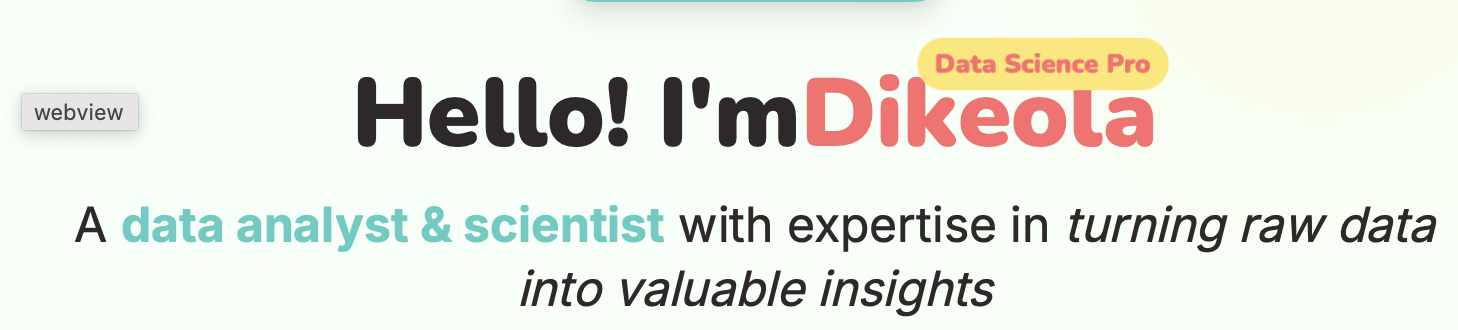 Data Science Pro
webview
Hello! I'mDikeola
A data analyst & scientist with expertise in turning raw data
into valuable insights